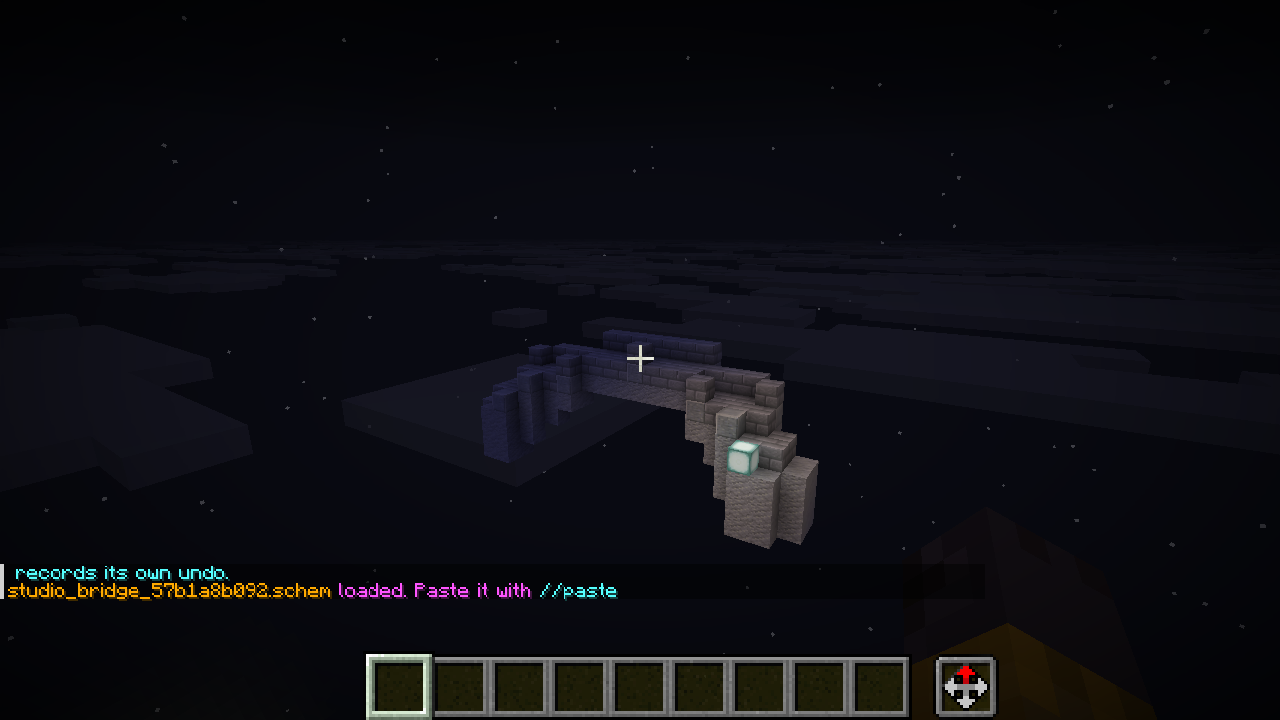 records its own undo.
studio_bridge_57b1a8b092.schem loaded. Paste it with //paste